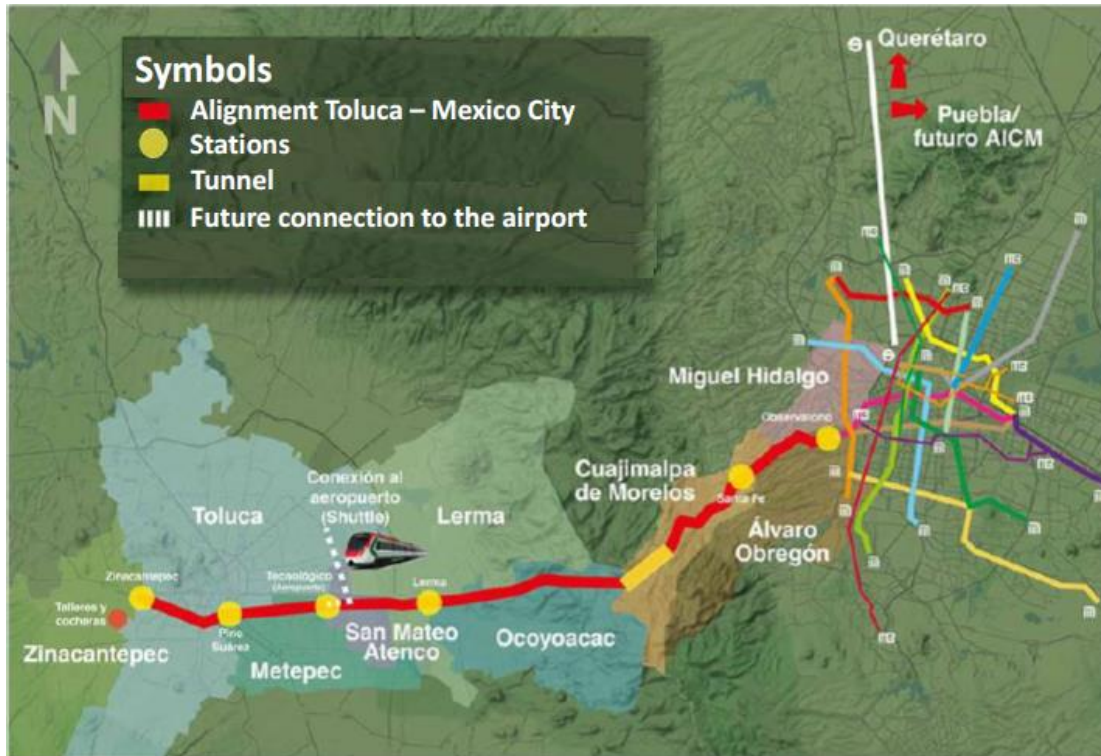 N
Symbols
Alignment Toluca – Mexico City
Stations
Tunnel
Future connection to the airport
Querétaro
Puebla/
futuro AICM
Miguel Hidalgo
Observatorio
Cuajimalpa
de Morelos
Santa Fe
Álvaro
Obregón
Conexión al
aeropuerto
(Shuttle)
Toluca
Lerma
Zinacantepec
Tecnológico
(Aeropuerto)
Lerma
Talleres y
cocheras
Pino
Suárez
San Mateo
Atenco
Ocoyoacac
Zinacantepec
Metepec